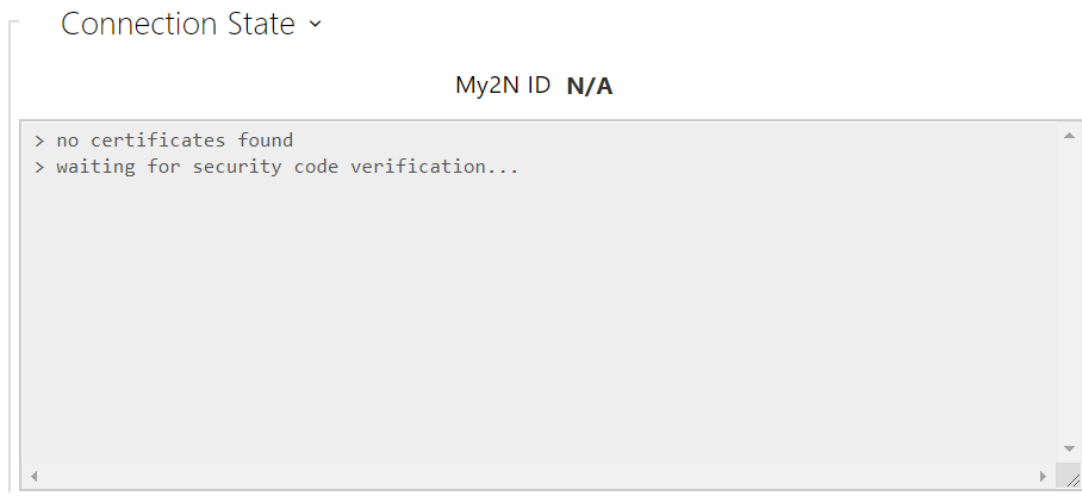 Connection State
My2N ID N/A
> no certificates found
> waiting for security code verification...